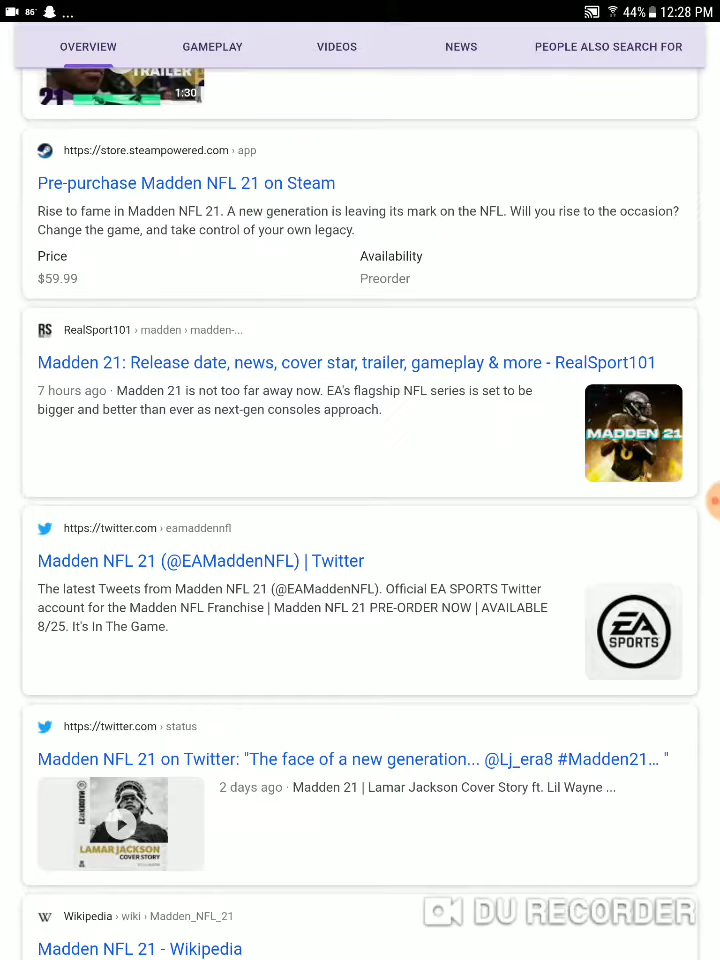 86° ... 44% 12:28 PM
OVERVIEW GAMEPLAY VIDEOS NEWS PEOPLE ALSO SEARCH FOR
TRAILER
21 1:30
https://store.steampowered.com › app
Pre-purchase Madden NFL 21 on Steam
Rise to fame in Madden NFL 21. A new generation is leaving its mark on the NFL. Will you rise to the occasion?
Change the game, and take control of your own legacy.
Price Availability
$59.99 Preorder
RS RealSport101 › madden › madden-...
Madden 21: Release date, news, cover star, trailer, gameplay & more - RealSport101
7 hours ago · Madden 21 is not too far away now. EA's flagship NFL series is set to be
bigger and better than ever as next-gen consoles approach.
MADDEN 21
https://twitter.com › eamaddennfl
Madden NFL 21 (@EAMaddenNFL) | Twitter
The latest Tweets from Madden NFL 21 (@EAMaddenNFL). Official EA SPORTS Twitter
account for the Madden NFL Franchise | Madden NFL 21 PRE-ORDER NOW | AVAILABLE
8/25. It's In The Game.
EA
SPORTS
https://twitter.com › status
Madden NFL 21 on Twitter: "The face of a new generation... @Lj_era8 #Madden21... "
2 days ago · Madden 21 | Lamar Jackson Cover Story ft. Lil Wayne ...
LAMAR JACKSON
COVER STORY
W Wikipedia › wiki › Madden_NFL_21
DU RECORDER
Madden NFL 21 - Wikipedia